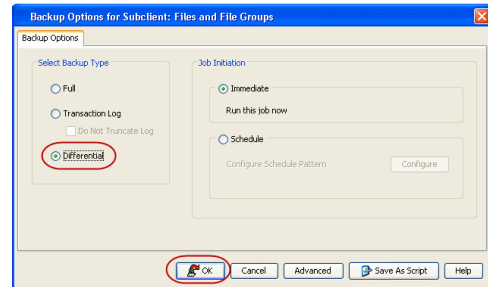 Backup Options for Subclient: Files and File Groups
Backup Options
Select Backup Type
Full
Transaction Log
Do Not Truncate Log
Differential
Job Initiation
Immediate
Run this job now
Schedule
Configure Schedule Pattern
Configure
OK
Cancel
Advanced
Save As Script
Help